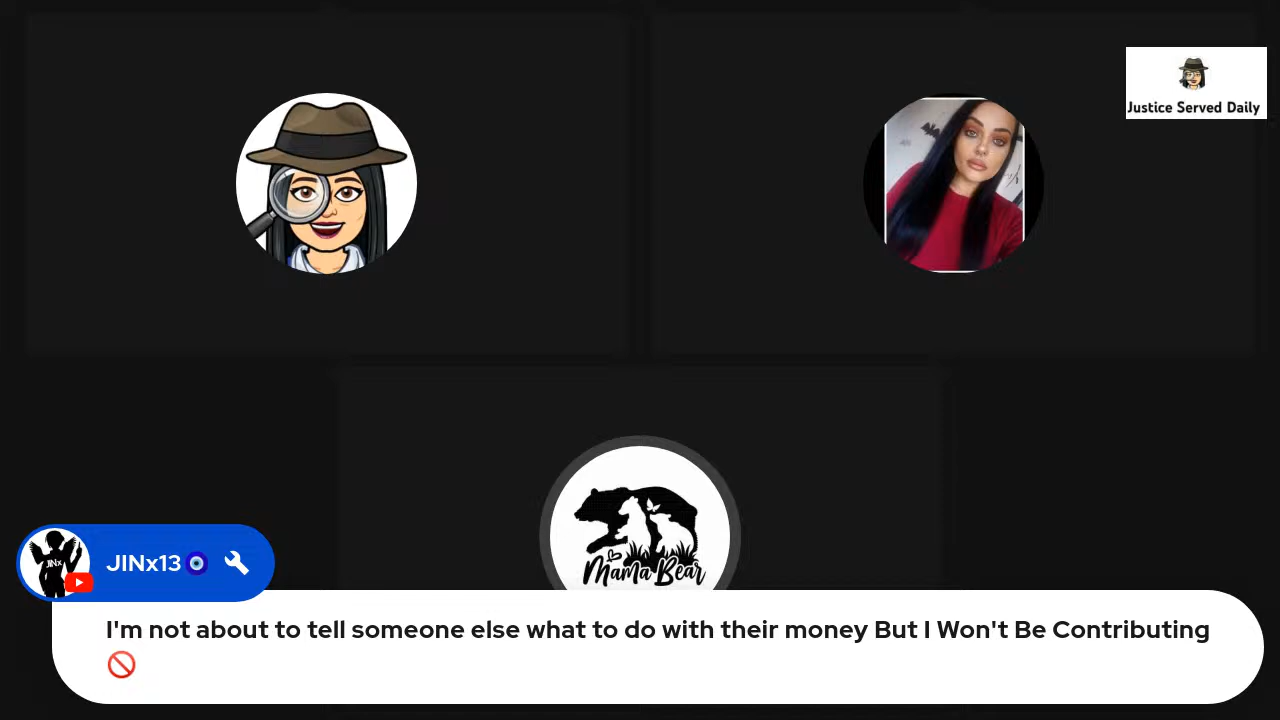 Justice Served Daily
MaMa Bear
JINx
JINx13
I'm not about to tell someone else what to do with their money But I Won't Be Contributing